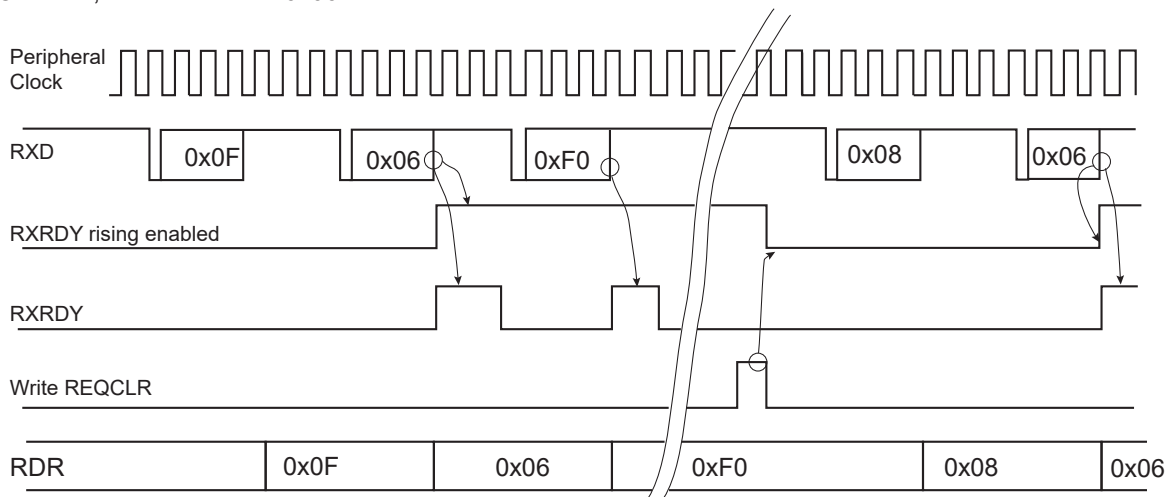 Peripheral
Clock
RXD
0x0F
0x06
0xF0
0x08
0x06
RXRDY rising enabled
RXRDY
Write REQCLR
RDR
0x0F
0x06
0xF0
0x08
0x06